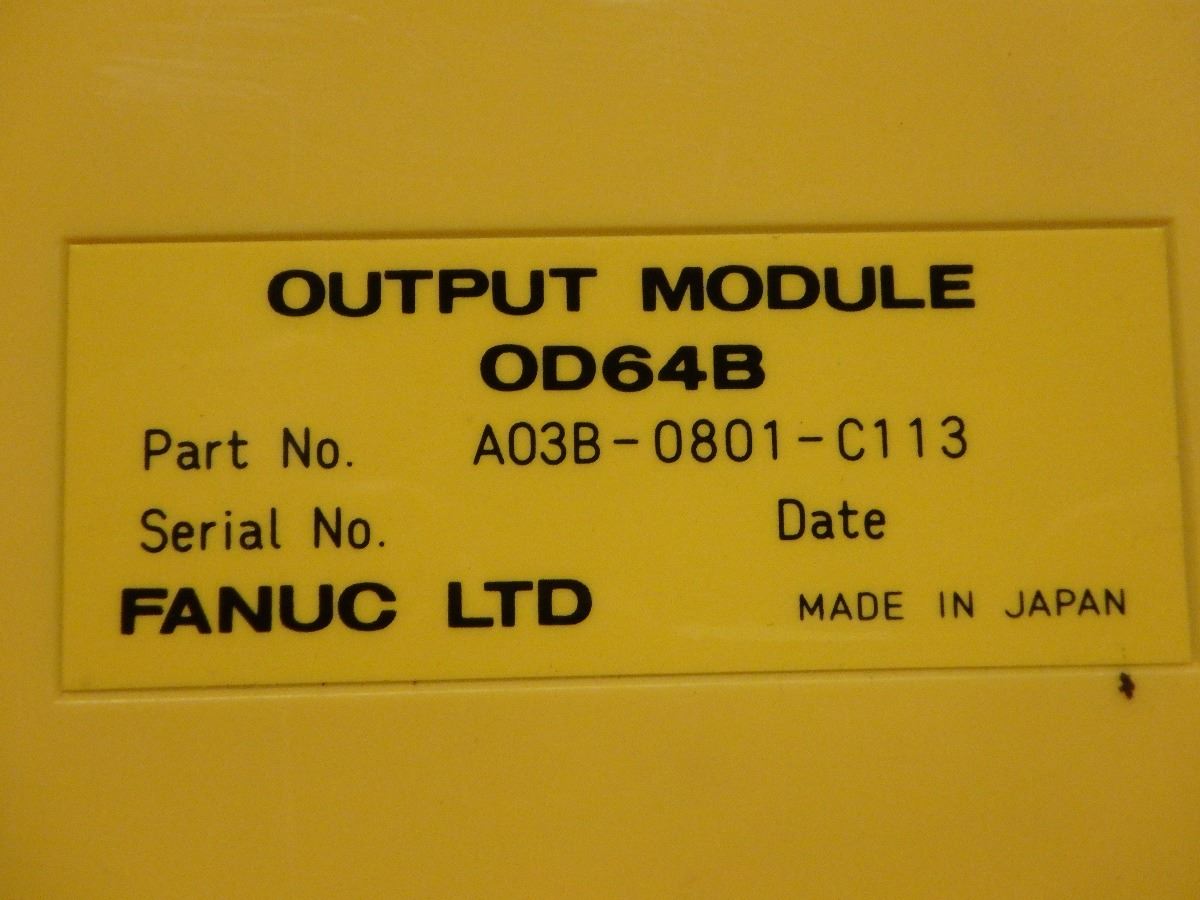 OUTPUT MODULE
OD64B
Part No. A03B-0801-C113
Serial No. Date
FANUC LTD MADE IN JAPAN